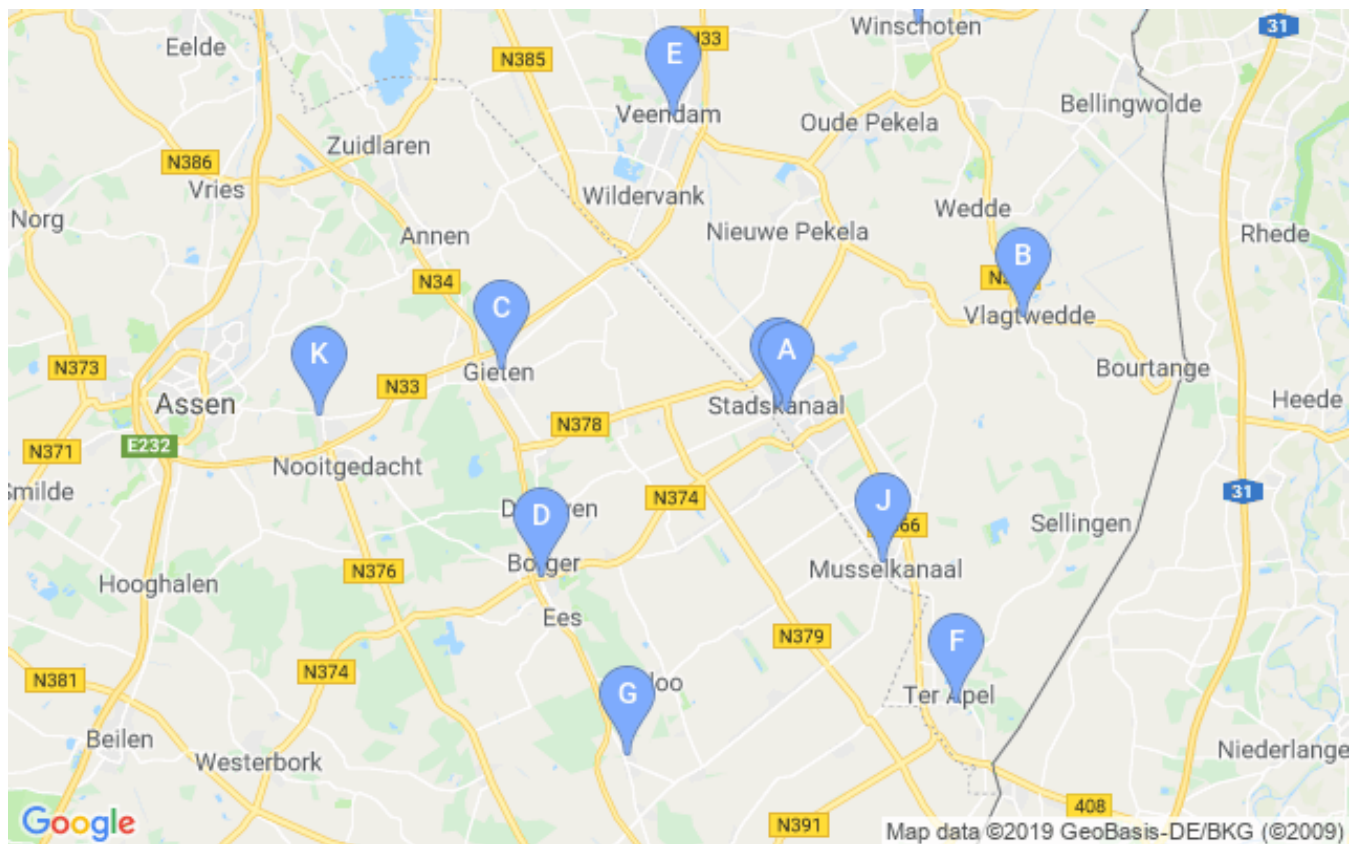 31
Winschoten
Eelde
N33
N385
E
Bellingwolde
Veendam
Oude Pekela
Zuidlaren
N386
Vries
Wildervank
Wedde
Norg
Annen
Nieuwe Pekela
Rhede
B
N34
C
Vlagtwedde
K
A
N373
Gieten
Bourtange
N33
Assen
Stadskanaal
Heede
N378
E232
N371
Nooitgedacht
Smilde
31
N374
J
D
Sellingen
Borger
Musselkanaal
N376
Hooghalen
Ees
N379
F
N374
N381
G
Ter Apel
Beilen
Westerbork
Niederlange
408
Google
N391
Map data ©2019 GeoBasis-DE/BKG (©2009)